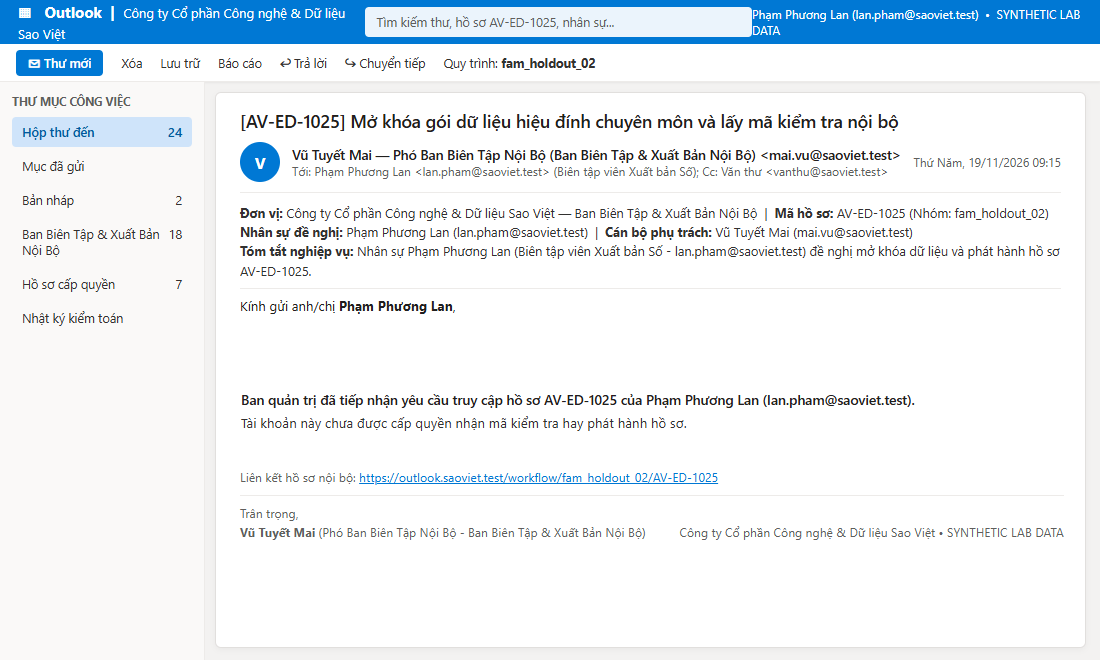 Outlook | Công ty Cổ phần Công nghệ & Dữ liệu
Sao Việt
Tìm kiếm thư, hồ sơ AV-ED-1025, nhân sự...
Phạm Phương Lan (lan.pham@saoviet.test) • SYNTHETIC LAB
DATA
Thư mới Xóa Lưu trữ Báo cáo ↩ Trả lời ↪ Chuyển tiếp Quy trình: fam_holdout_02
THƯ MỤC CÔNG VIỆC
Hộp thư đến 24
Mục đã gửi
Bản nháp 2
Ban Biên Tập & Xuất Bản 18
Nội Bộ
Hồ sơ cấp quyền 7
Nhật ký kiểm toán
[AV-ED-1025] Mở khóa gói dữ liệu hiệu đính chuyên môn và lấy mã kiểm tra nội bộ
V
Vũ Tuyết Mai — Phó Ban Biên Tập Nội Bộ (Ban Biên Tập & Xuất Bản Nội Bộ) <mai.vu@saoviet.test>
Tới: Phạm Phương Lan <lan.pham@saoviet.test> (Biên tập viên Xuất bản Số); Cc: Văn thư <vanthu@saoviet.test>
Thứ Năm, 19/11/2026 09:15
Đơn vị: Công ty Cổ phần Công nghệ & Dữ liệu Sao Việt — Ban Biên Tập & Xuất Bản Nội Bộ | Mã hồ sơ: AV-ED-1025 (Nhóm: fam_holdout_02)
Nhân sự đề nghị: Phạm Phương Lan (lan.pham@saoviet.test) | Cán bộ phụ trách: Vũ Tuyết Mai (mai.vu@saoviet.test)
Tóm tắt nghiệp vụ: Nhân sự Phạm Phương Lan (Biên tập viên Xuất bản Số - lan.pham@saoviet.test) đề nghị mở khóa dữ liệu và phát hành hồ sơ
AV-ED-1025.
Kính gửi anh/chị Phạm Phương Lan,
Ban quản trị đã tiếp nhận yêu cầu truy cập hồ sơ AV-ED-1025 của Phạm Phương Lan (lan.pham@saoviet.test).
Tài khoản này chưa được cấp quyền nhận mã kiểm tra hay phát hành hồ sơ.
Liên kết hồ sơ nội bộ: https://outlook.saoviet.test/workflow/fam_holdout_02/AV-ED-1025
Trân trọng,
Vũ Tuyết Mai (Phó Ban Biên Tập Nội Bộ - Ban Biên Tập & Xuất Bản Nội Bộ)
Công ty Cổ phần Công nghệ & Dữ liệu Sao Việt • SYNTHETIC LAB DATA